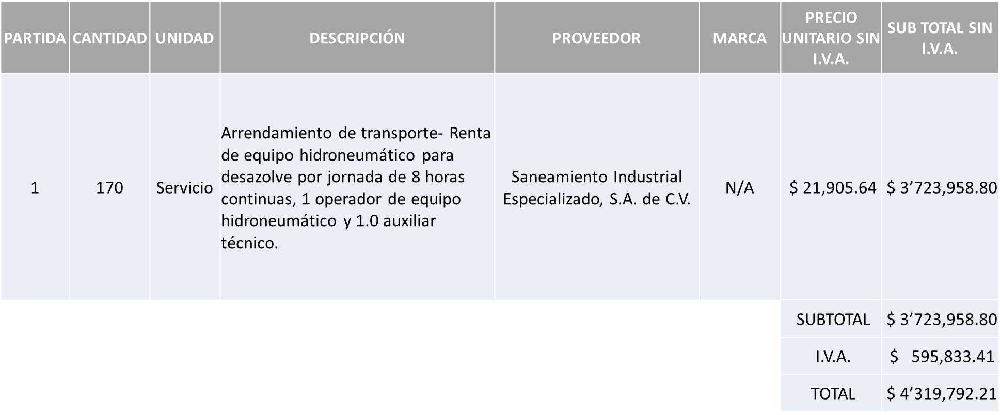 PARTIDA CANTIDAD UNIDAD DESCRIPCIÓN PROVEEDOR MARCA PRECIO UNITARIO SIN I.V.A. SUB TOTAL SIN I.V.A.
1 170 Servicio
Arrendamiento de transporte- Renta
de equipo hidroneumático para
desazolve por jornada de 8 horas
continuas, 1 operador de equipo
hidroneumático y 1.0 auxiliar
técnico.
Saneamiento Industrial
Especializado, S.A. de C.V.
N/A $ 21,905.64 $ 3’723,958.80
SUBTOTAL $ 3’723,958.80
I.V.A. $ 595,833.41
TOTAL $ 4’319,792.21